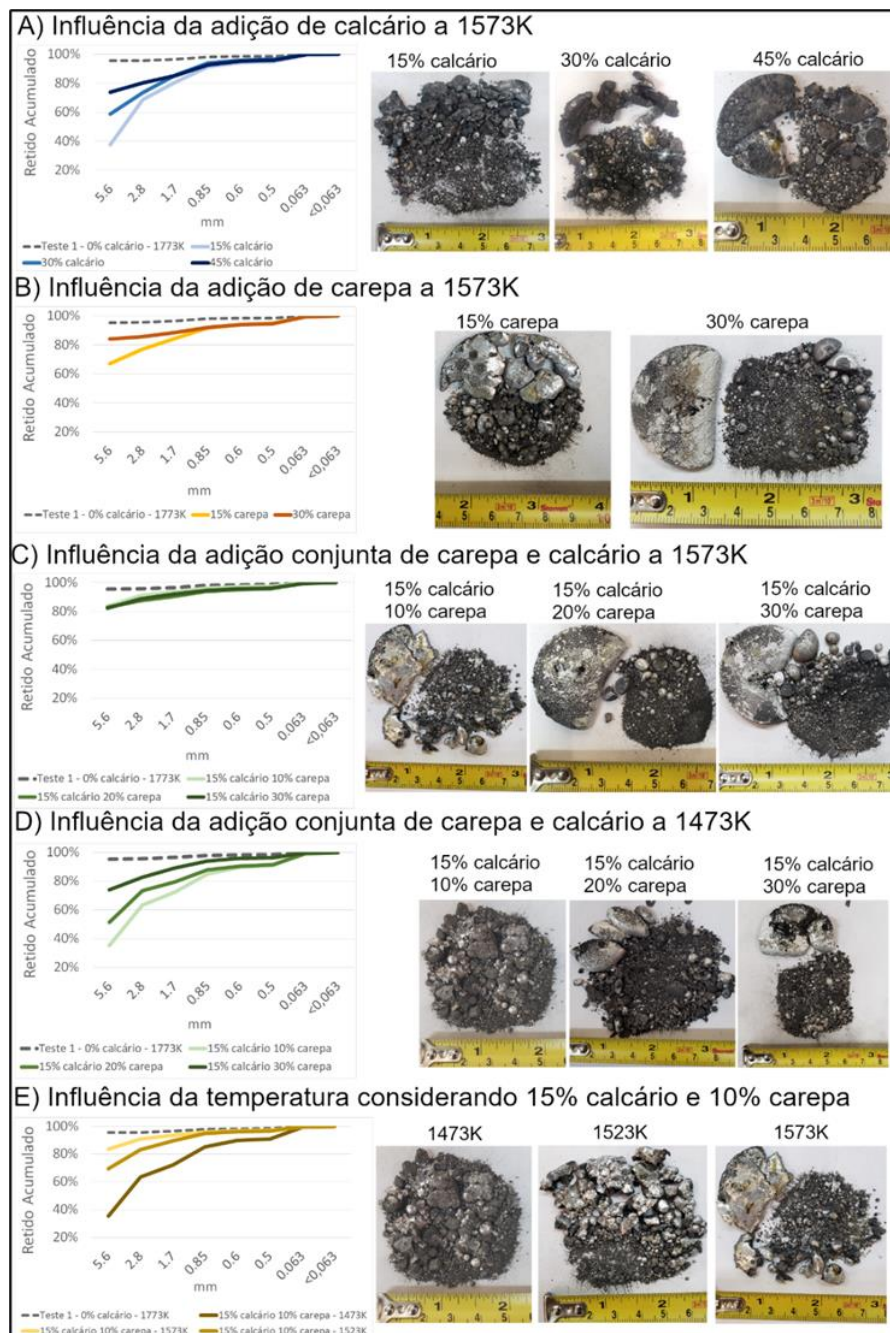 A) Influência da adição de calcário a 1573K
100%
80%
60%
40%
20%
Retido Acumulado
5.6
2.8
1.7
0.85
0.6
0.5
0.063
<0,063
mm
Teste 1 - 0% calcário - 1773K
15% calcário
30% calcário
45% calcário
15% calcário
30% calcário
45% calcário
B) Influência da adição de carepa a 1573K
100%
80%
60%
40%
20%
Retido Acumulado
5.6
2.8
1.7
0.85
0.6
0.5
0.063
<0,063
mm
Teste 1 - 0% calcário - 1773K
15% carepa
30% carepa
15% carepa
30% carepa
C) Influência da adição conjunta de carepa e calcário a 1573K
100%
80%
60%
40%
20%
Retido Acumulado
5.6
2.8
1.7
0.85
0.6
0.5
0.063
<0,063
mm
Teste 1 - 0% calcário - 1773K
15% calcário 10% carepa
15% calcário 20% carepa
15% calcário 30% carepa
15% calcário
10% carepa
15% calcário
20% carepa
15% calcário
30% carepa
D) Influência da adição conjunta de carepa e calcário a 1473K
100%
80%
60%
40%
20%
Retido Acumulado
5.6
2.8
1.7
0.85
0.6
0.5
0.063
<0,063
mm
Teste 1 - 0% calcário - 1773K
15% calcário 10% carepa
15% calcário 20% carepa
15% calcário 30% carepa
15% calcário
10% carepa
15% calcário
20% carepa
15% calcário
30% carepa
E) Influência da temperatura considerando 15% calcário e 10% carepa
100%
80%
60%
40%
20%
Retido Acumulado
5.6
2.8
1.7
0.85
0.6
0.5
0.063
<0,063
mm
Teste 1 - 0% calcário - 1773K
15% calcário 10% carepa - 1473K
15% calcário 10% carepa - 1573K
15% calcário 10% carepa - 1523K
1473K
1523K
1573K